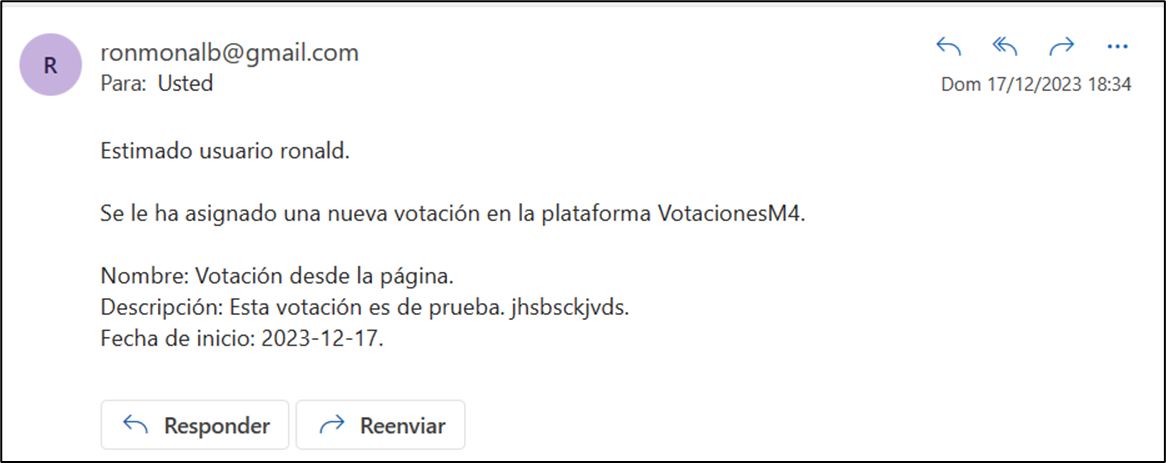 R
ronmonalb@gmail.com
Para: Usted
Dom 17/12/2023 18:34
Estimado usuario ronald.
Se le ha asignado una nueva votación en la plataforma VotacionesM4.
Nombre: Votación desde la página.
Descripción: Esta votación es de prueba. jhsbsckjvds.
Fecha de inicio: 2023-12-17.
Responder
Reenviar